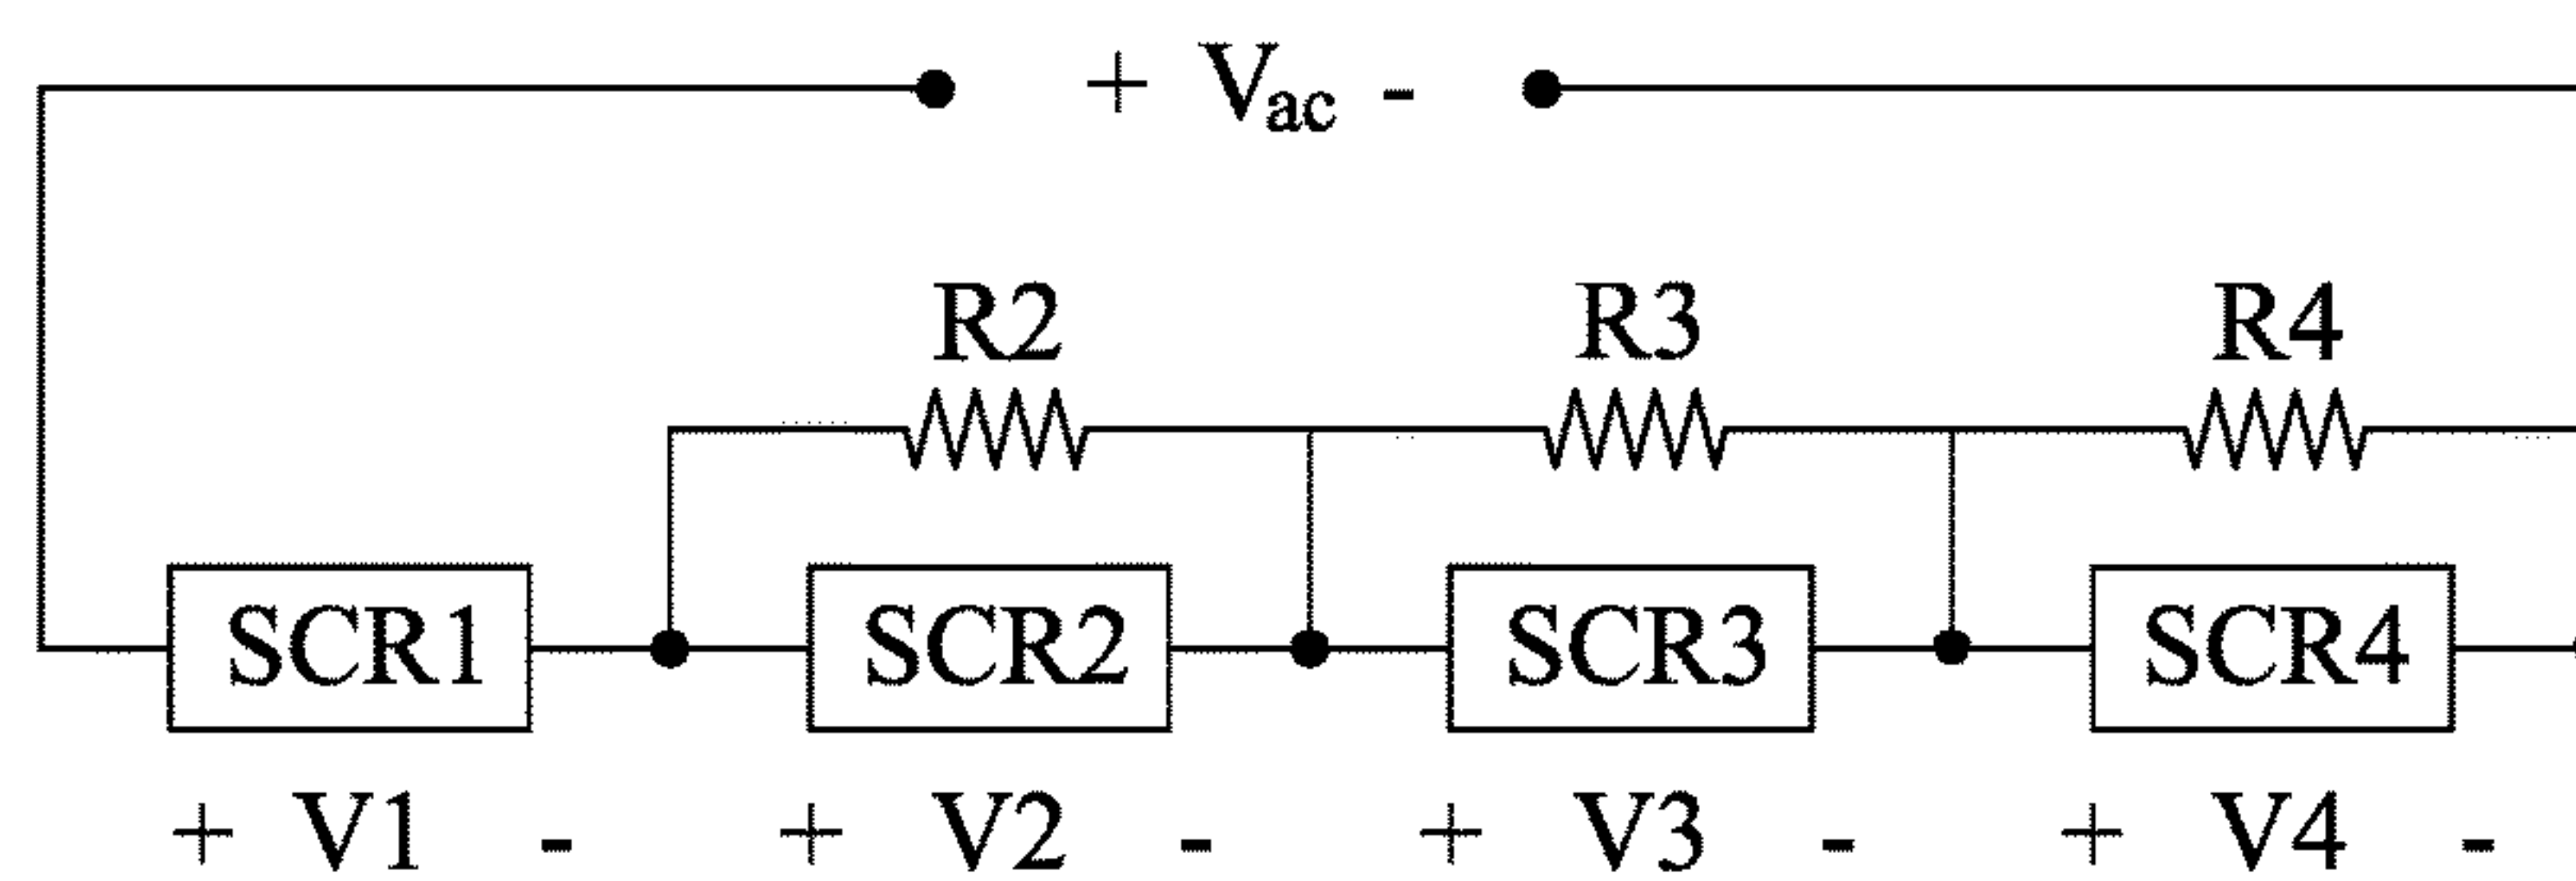 + Vac -
R2 R3 R4
SCR1 SCR2 SCR3 SCR4
+ V1 - + V2 - + V3 - + V4 -